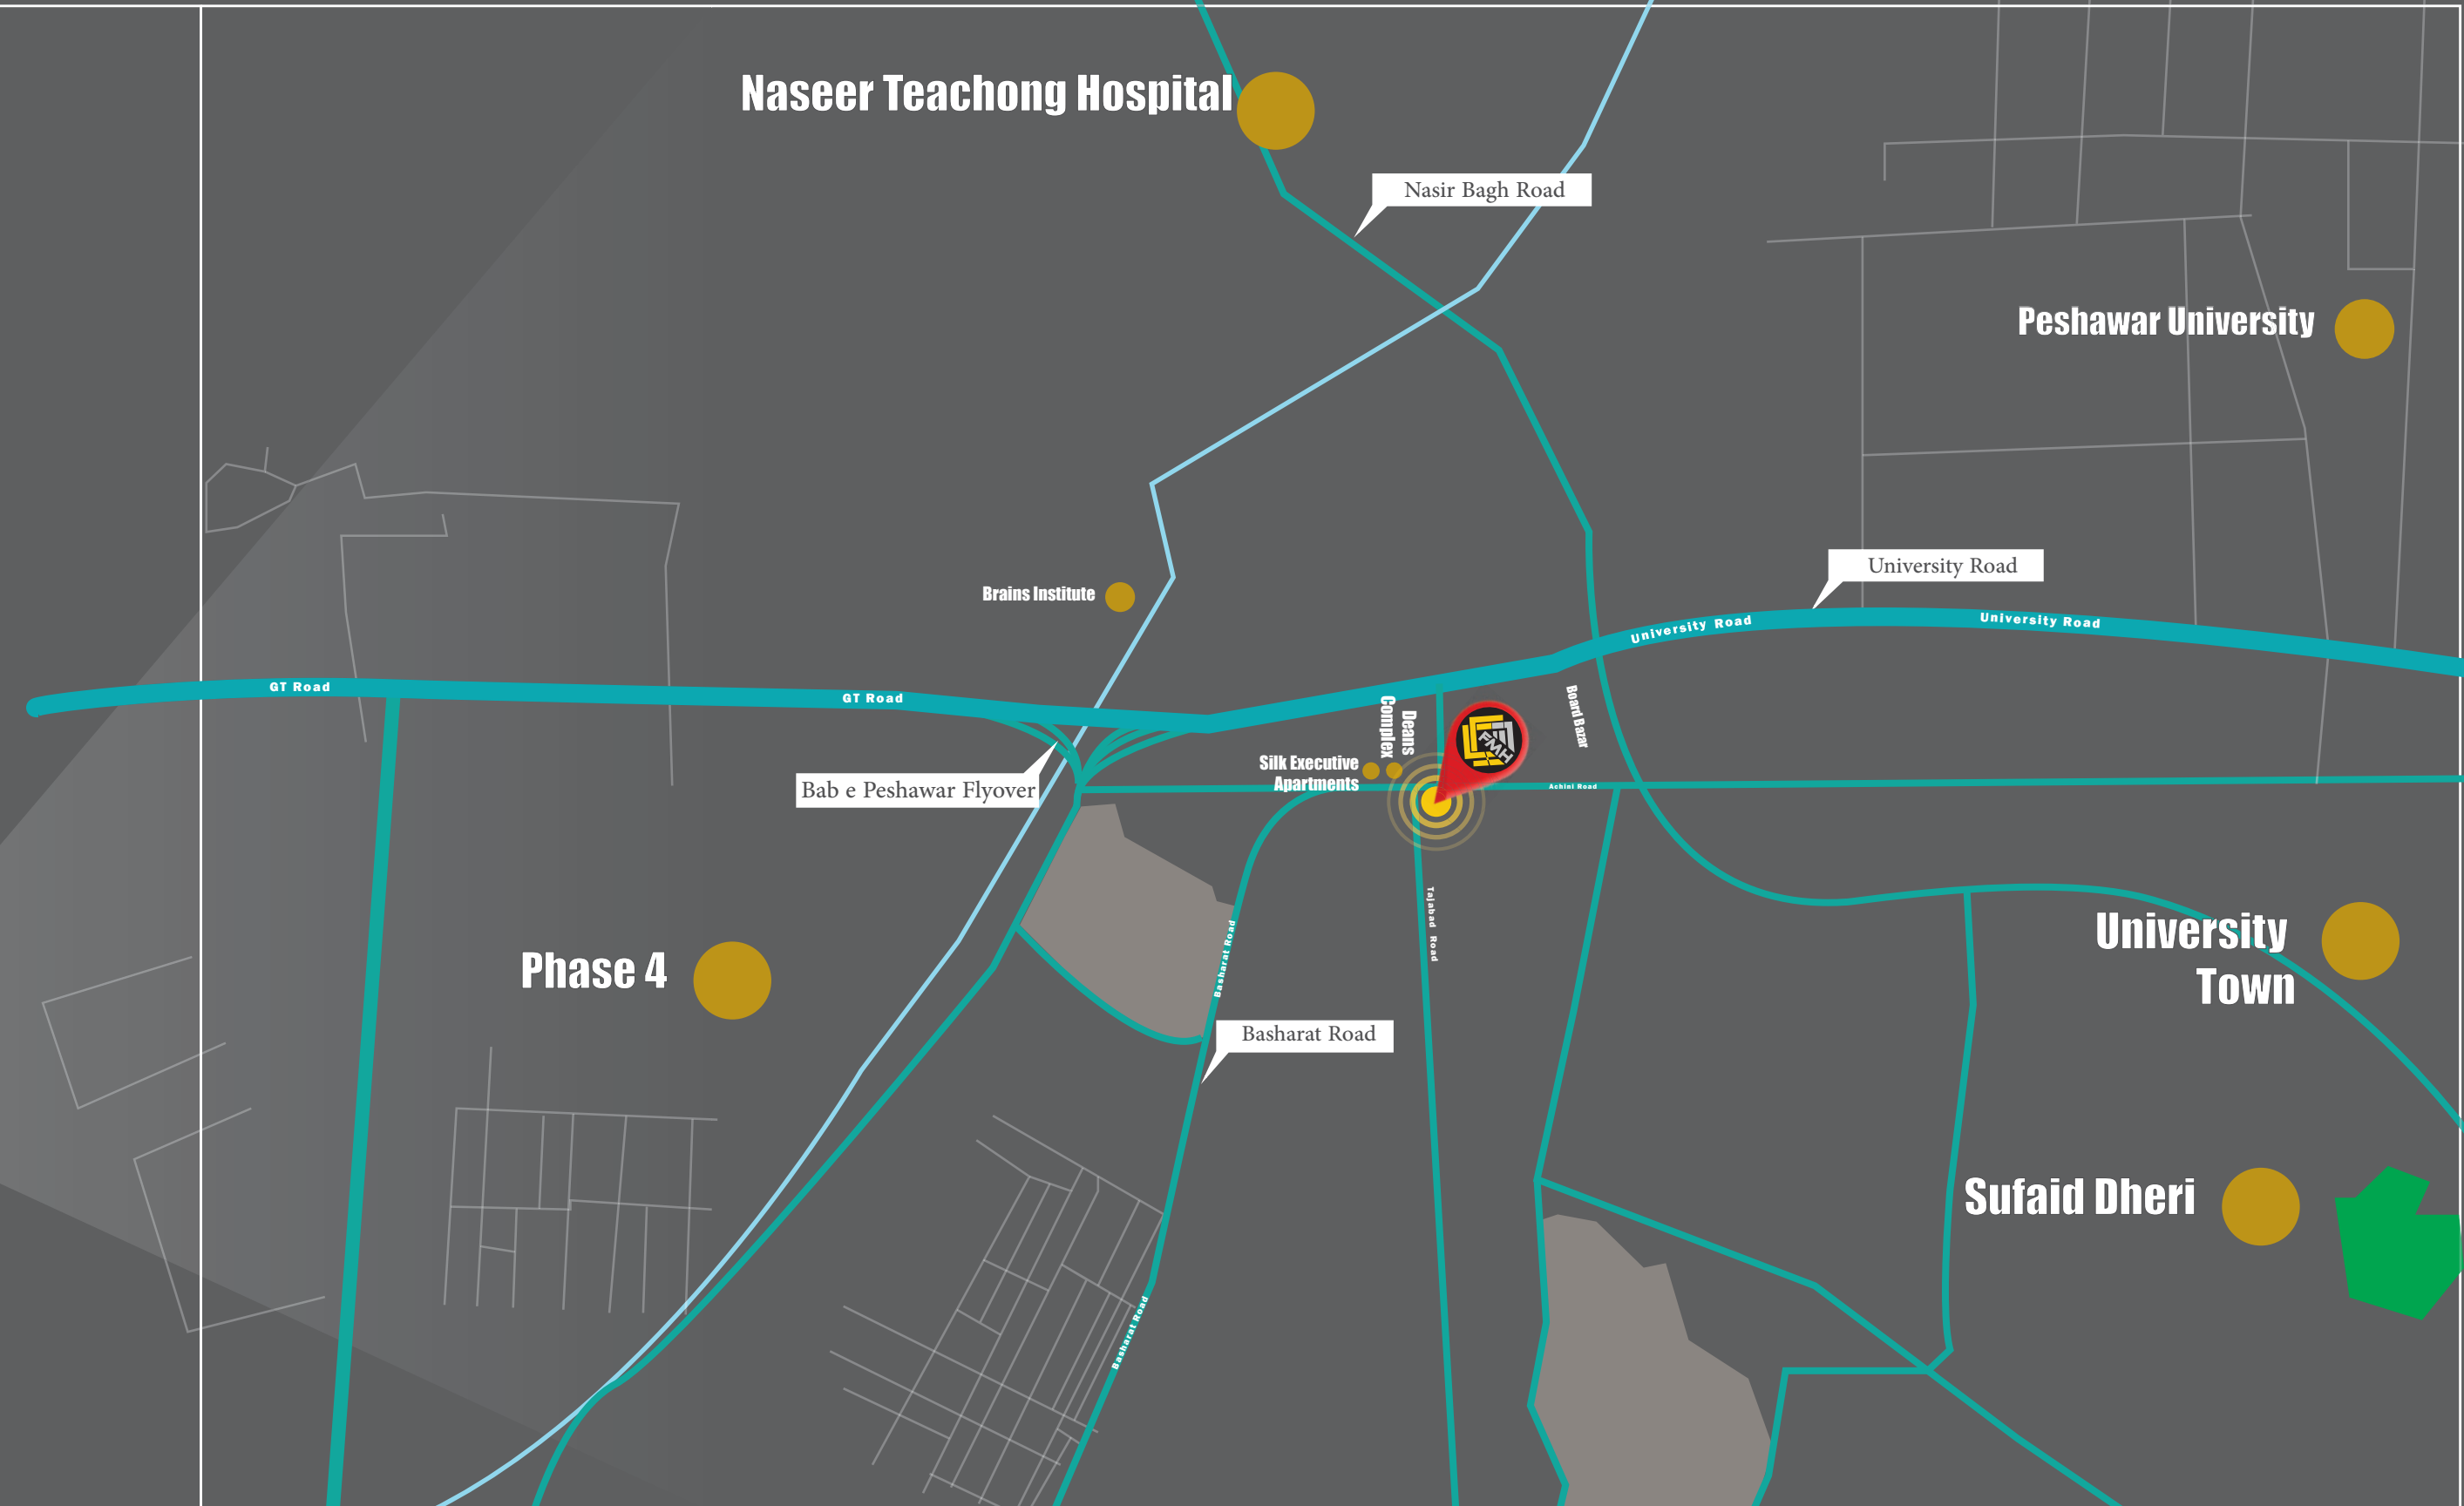 Naseer Teachong Hospital
Nasir Bagh Road
Peshawar University
University Road
Brains Institute
University Road
University Road
GT Road
GT Road
Board Bazar
Deans
Complex
FMH
Silk Executive
Apartments
Achini Road
Bab e Peshawar Flyover
Tajabad Road
Basharat Road
University
Town
Phase 4
Basharat Road
Sufaid Dheri
Basharat Road